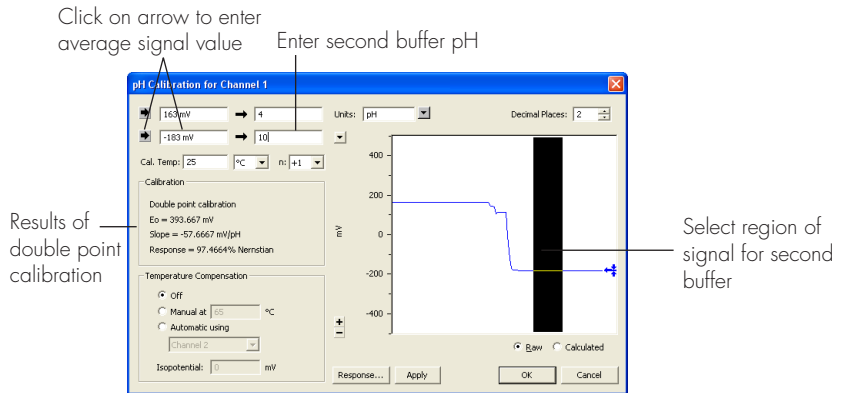 Click on arrow to enter
average signal value
Enter second buffer pH
pH Calibration for Channel 1
163 mV 4 Units: pH Decimal Places: 2
-183 mV 10
Cal. Temp: 25 °C n: +1
Calibration
Double point calibration
Eo = 393.667 mV
Slope = -57.6667 mV/pH
Response = 97.4664% Nernstian
Results of
double point
calibration
Temperature Compensation
Off
Manual at 65 °C
Automatic using
Channel 2
Isopotential: 0 mV
400
200
0
-200
-400
mV
+
-
Select region of
signal for second
buffer
Raw Calculated
Response... Apply OK Cancel